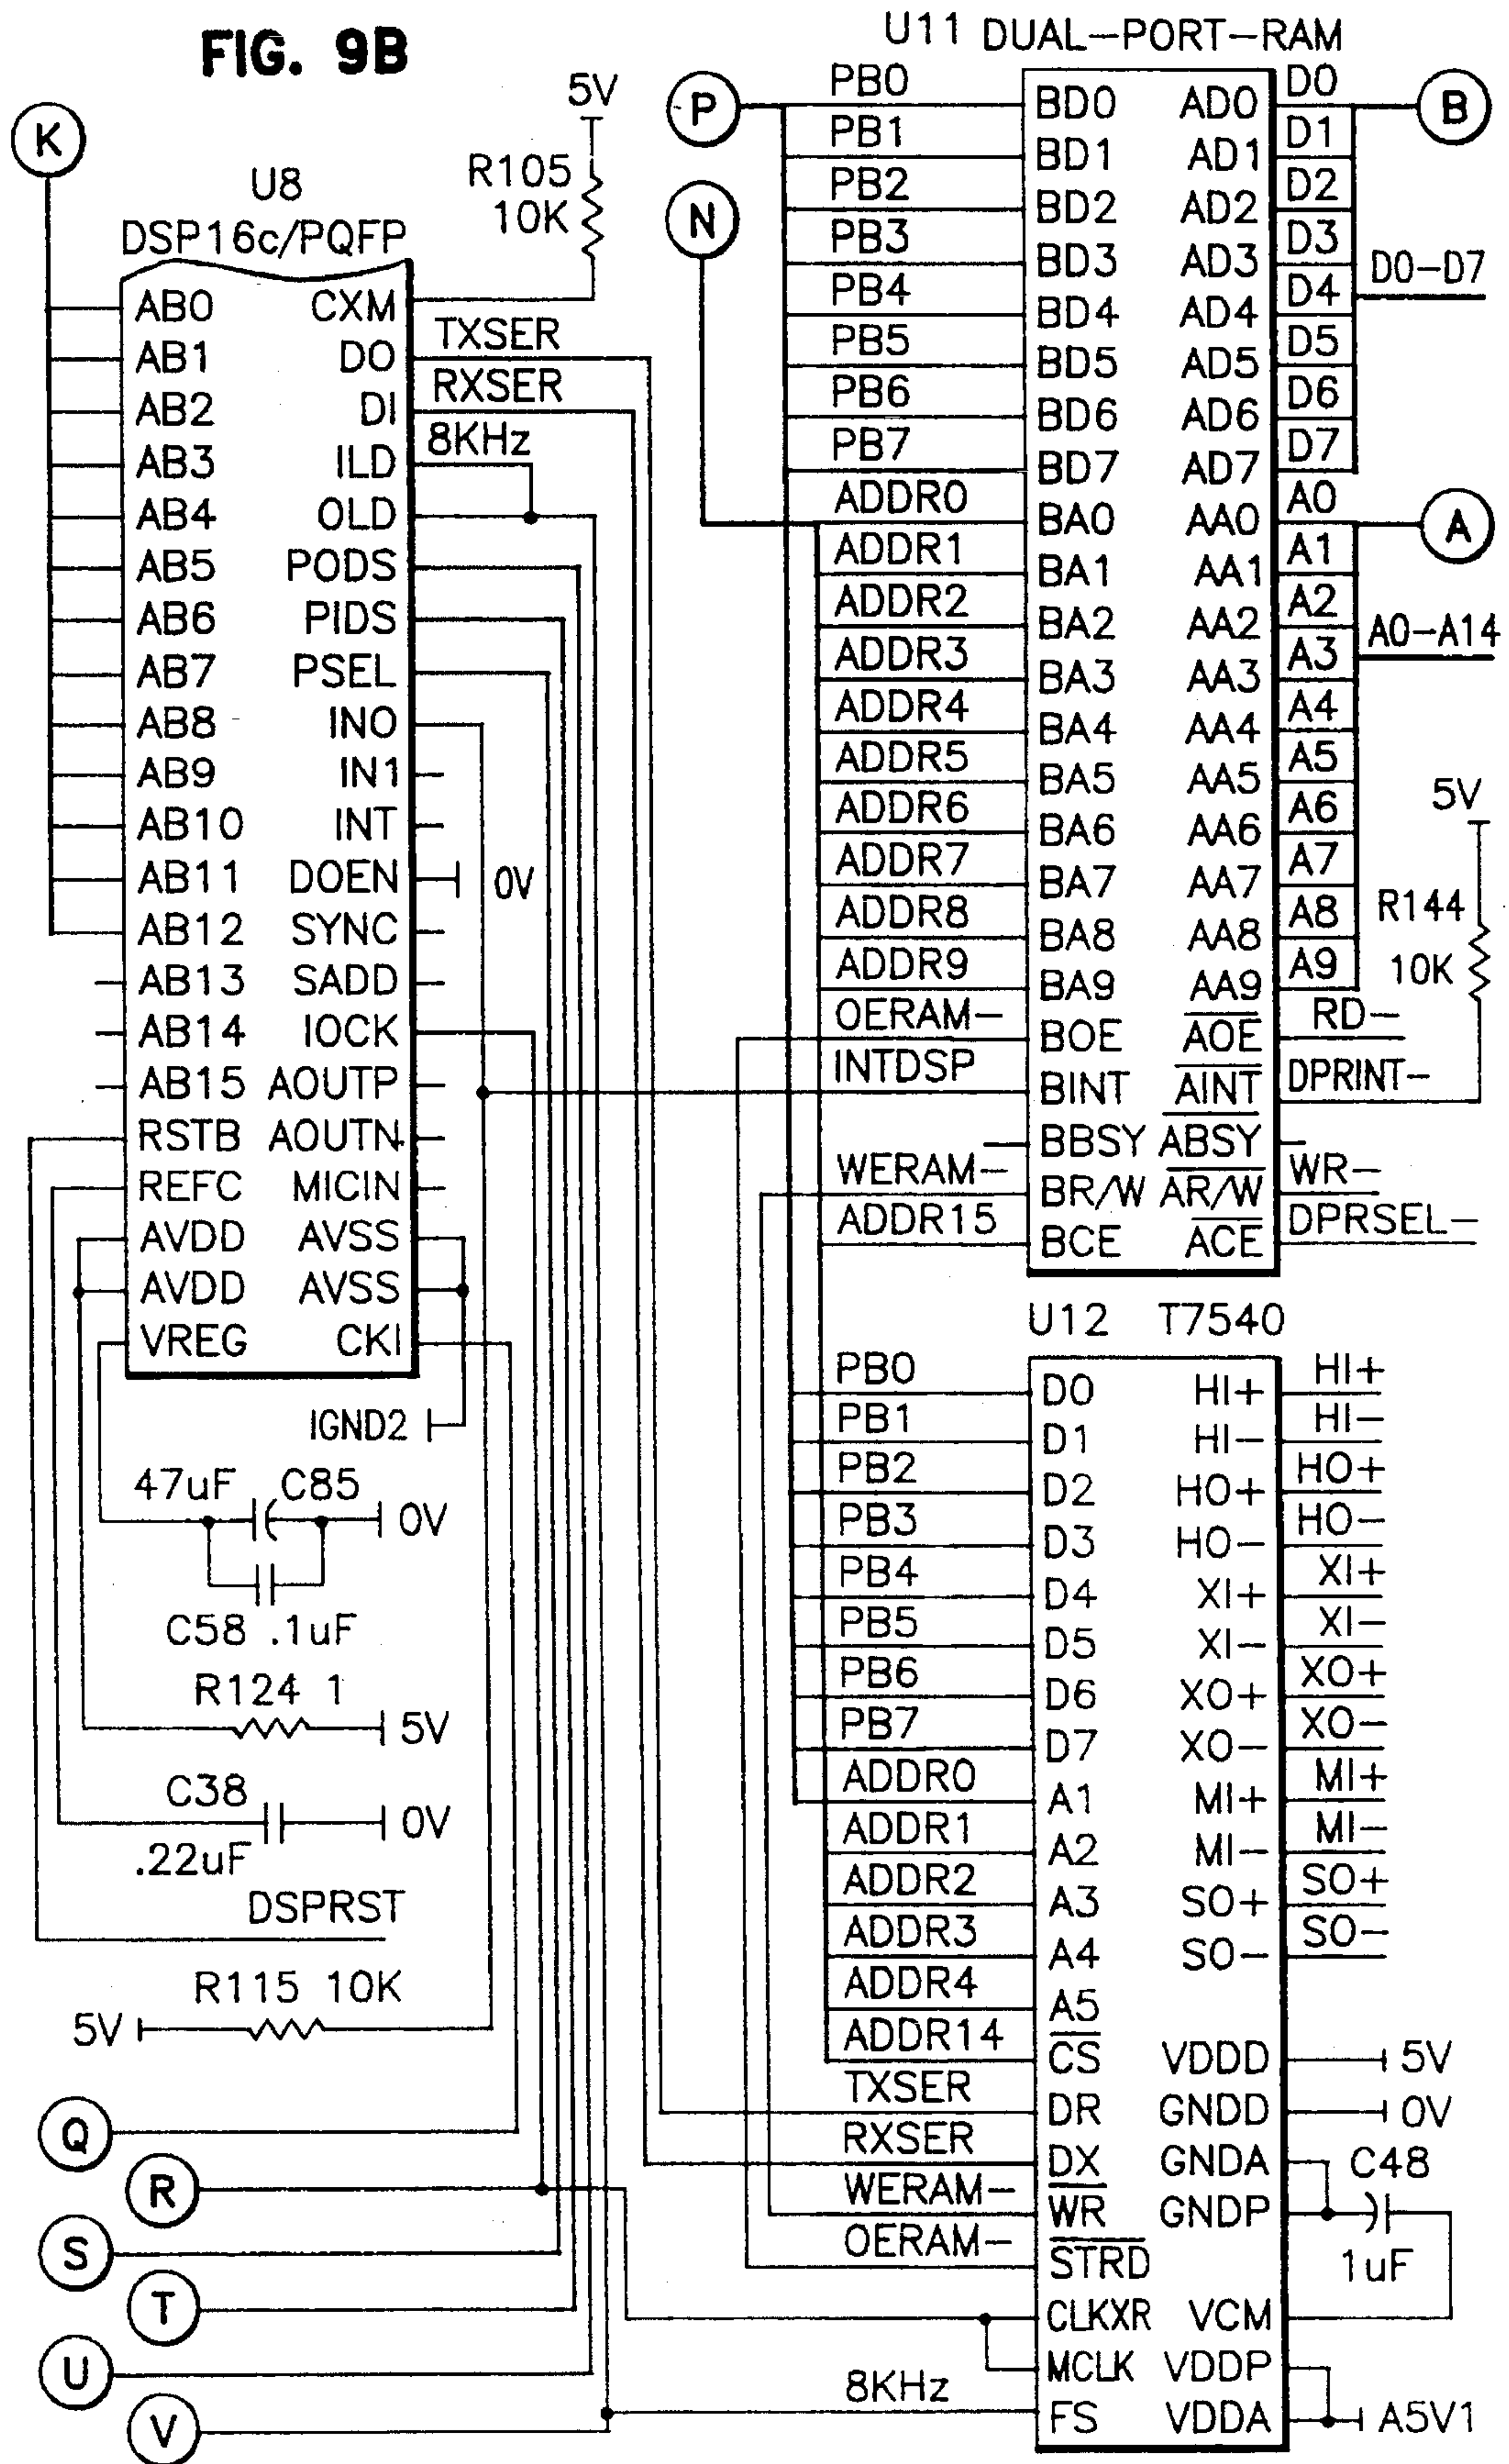 FIG. 9B
K
U8
DSP16c/PQFP
5V
R105
10K
AB0 CXM
AB1 DO TXSER
AB2 DI RXSER
AB3 ILD 8KHz
AB4 OLD
AB5 PODS
AB6 PIDS
AB7 PSEL
AB8 INO
AB9 IN1
AB10 INT
AB11 DOEN 0V
AB12 SYNC
AB13 SADD
AB14 IOCK
AB15 AOUTP
RSTB AOUTN
REFC MICIN
AVDD AVSS
AVDD AVSS
VREG CKI
IGND2
47uF C85
0V
C58 .1uF
R124 1
5V
C38
0V
.22uF
DSPRST
R115 10K
5V
Q
R
S
T
U
V
U11 DUAL-PORT-RAM
P
N
PB0 BD0 AD0 D0 B
PB1 BD1 AD1 D1
PB2 BD2 AD2 D2
PB3 BD3 AD3 D3
D0-D7
PB4 BD4 AD4 D4
PB5 BD5 AD5 D5
PB6 BD6 AD6 D6
PB7 BD7 AD7 D7
ADDR0 BA0 AA0 A0 A
ADDR1 BA1 AA1 A1
ADDR2 BA2 AA2 A2
A0-A14
ADDR3 BA3 AA3 A3
ADDR4 BA4 AA4 A4
ADDR5 BA5 AA5 A5
5V
ADDR6 BA6 AA6 A6
ADDR7 BA7 AA7 A7
ADDR8 BA8 AA8 A8
R144
10K
ADDR9 BA9 AA9 A9
OERAM- BOE AOE RD-
INTDSP BINT AINT DPRINT-
BBSY ABSY
WERAM- BR/W AR/W WR-
ADDR15 BCE ACE DPRSEL-
U12 T7540
PB0 D0 HI+ HI+
PB1 D1 HI- HI-
PB2 D2 HO+ HO+
PB3 D3 HO- HO-
PB4 D4 XI+ XI+
PB5 D5 XI- XI-
PB6 D6 XO+ XO+
PB7 D7 XO- XO-
ADDR0 A1 MI+ MI+
ADDR1 A2 MI- MI-
ADDR2 A3 SO+ SO+
ADDR3 A4 SO- SO-
ADDR4 A5
ADDR14 CS VDDD 5V
TXSER DR GNDD 0V
RXSER DX GNDA C48
WERAM- WR GNDP
1uF
OERAM- STRD
CLKXR VCM
MCLK VDDP
8KHz FS VDDA A5V1